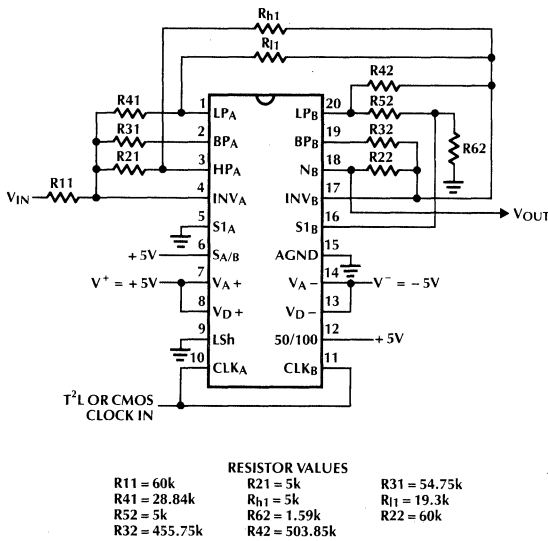 Rh1
Rl1
R42
R41 1 LPA LPB 20 R52
R31 2 BPA BPB 19 R32
R62
R21 3 HPA NB 18 R22
VIN R11 4 INVA INVB 17
VOUT
5 S1A S1B 16
+5V 6 SA/B AGND 15
V+ = +5V 7 VA+ VA− 14 V− = −5V
8 VD+ VD− 13
9 LSh 50/100 12 +5V
10 CLKA CLKB 11
T²L OR CMOS
CLOCK IN
RESISTOR VALUES
R11 = 60k R21 = 5k R31 = 54.75k
R41 = 28.84k Rh1 = 5k Rl1 = 19.3k
R52 = 5k R62 = 1.59k R22 = 60k
R32 = 455.75k R42 = 503.85k